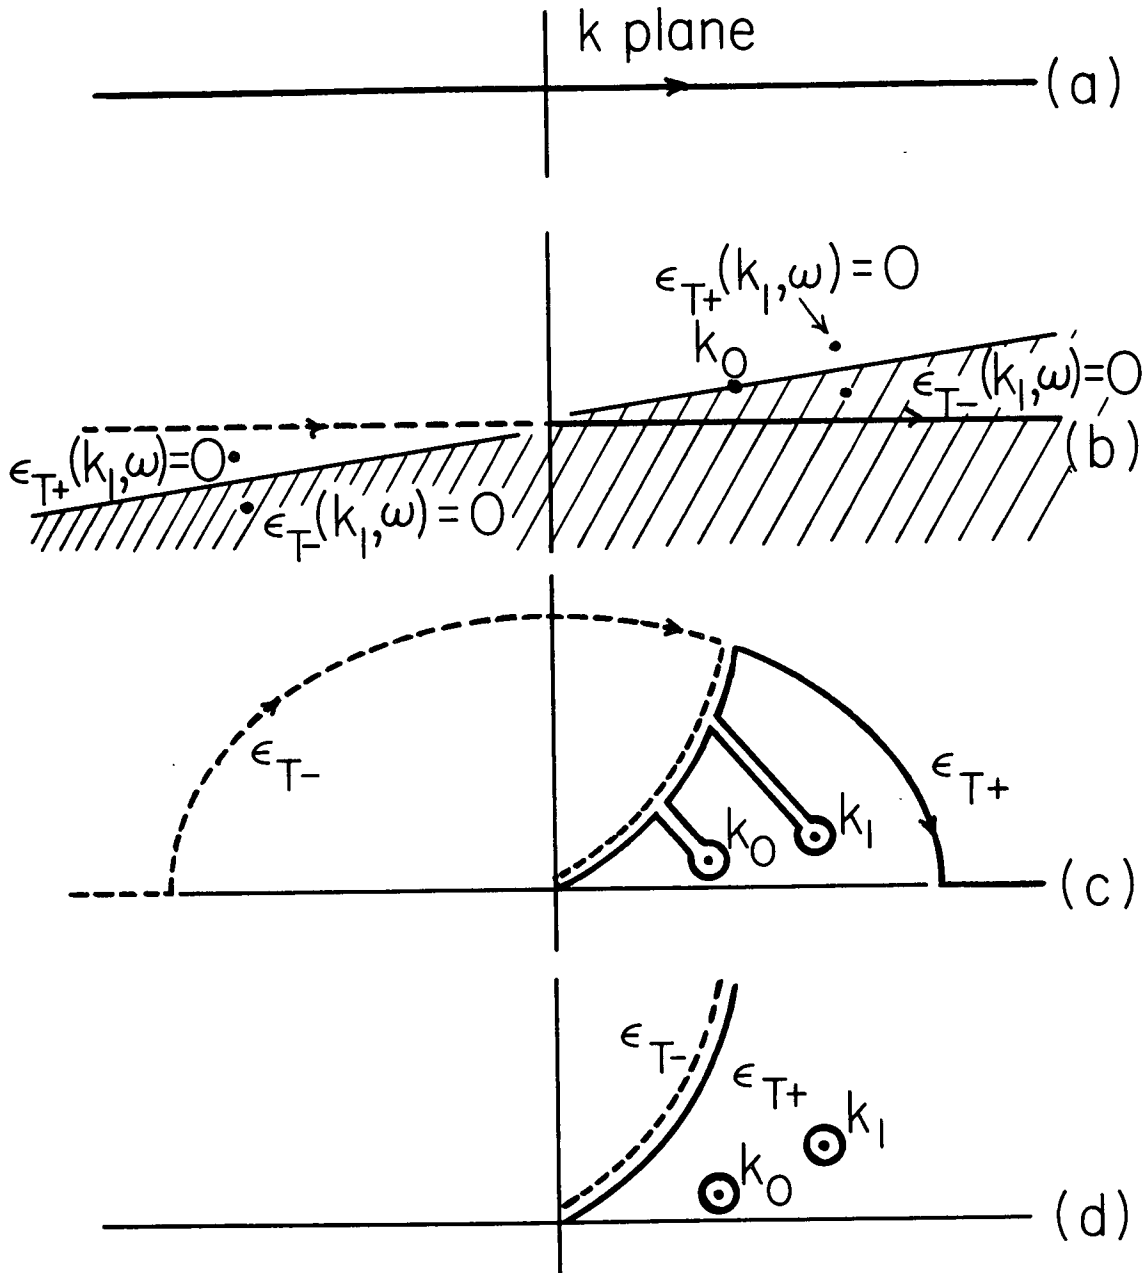 k plane
(a)
ϵT+(k1,ω)=0
k0
ϵT-(k1,ω)=0
(b)
ϵT+(k1,ω)=0
ϵT-(k1,ω)=0
ϵT-
ϵT+
k0
k1
(c)
ϵT-
ϵT+
k1
k0
(d)